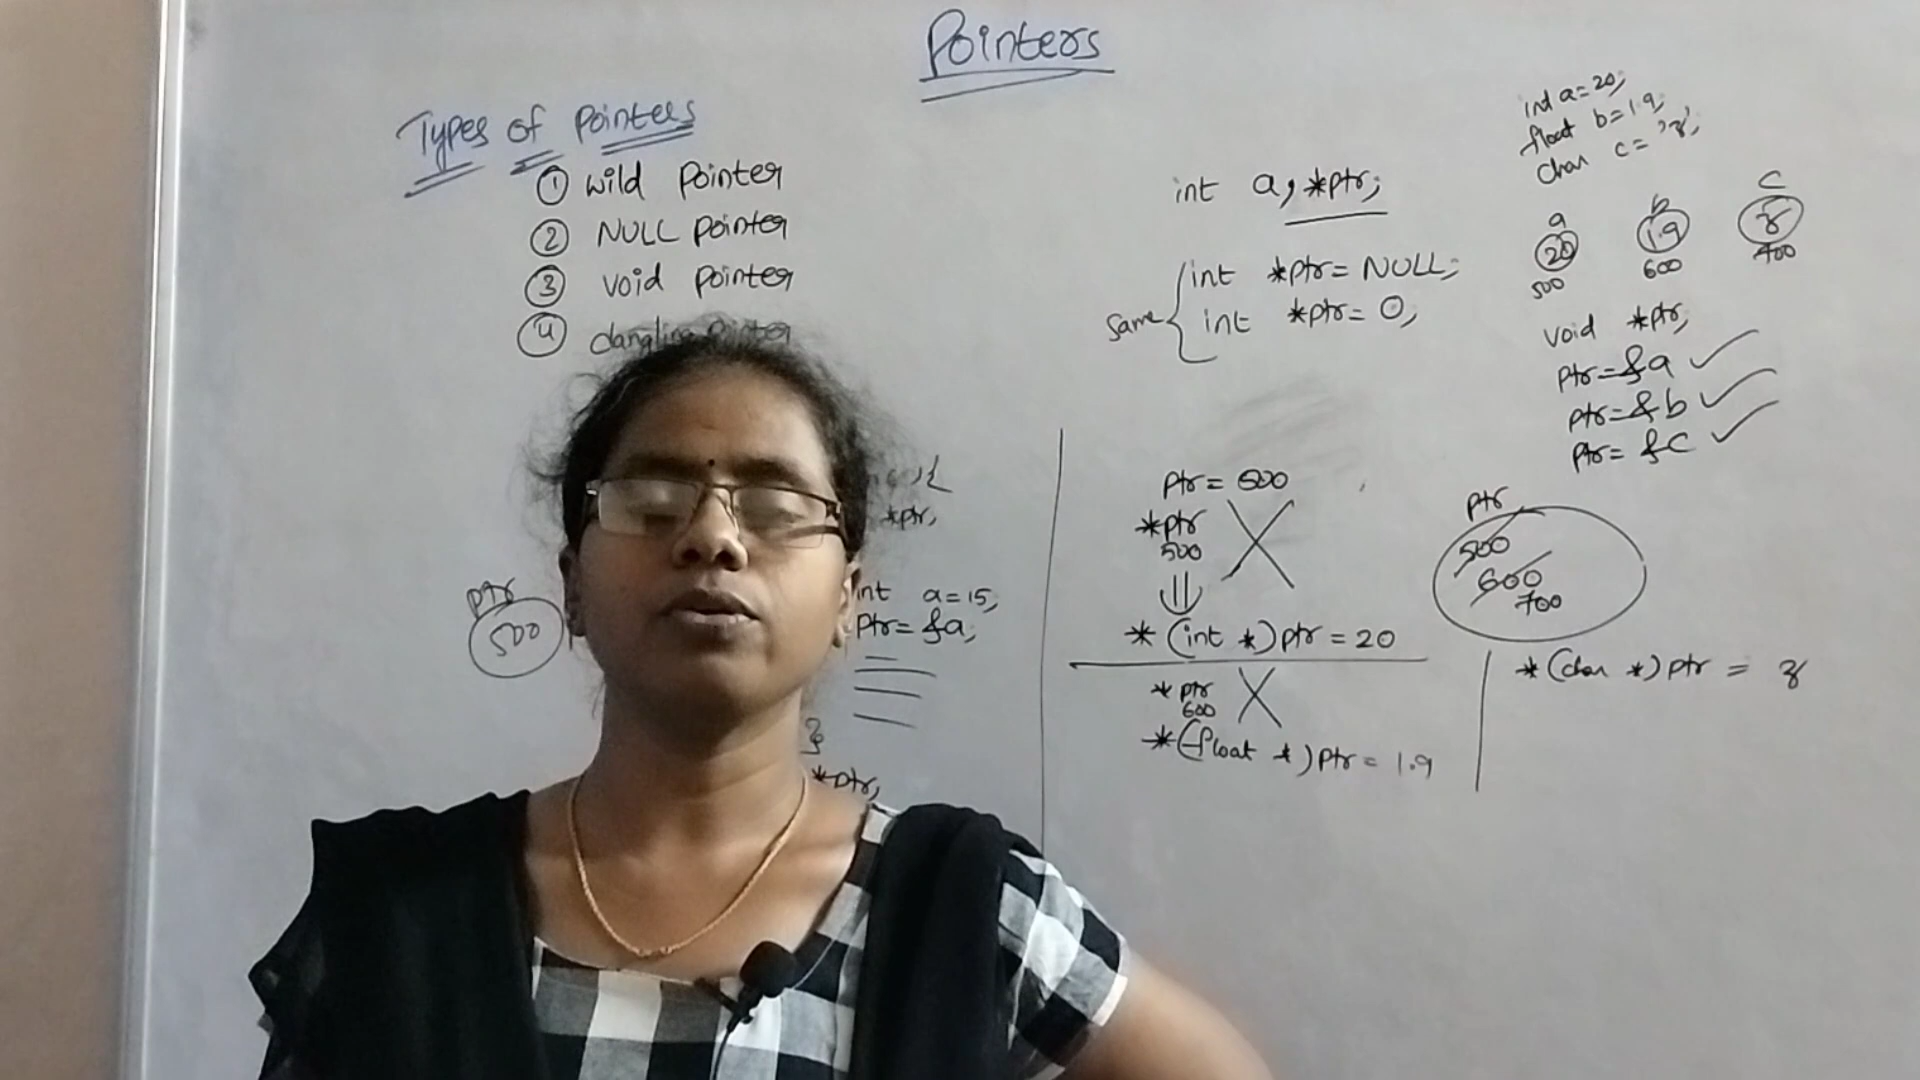 Pointers
Types of pointers
① wild pointer
② NULL pointer
③ void pointer
④ dangling pointer
int a, *ptr;
same { int *ptr = NULL;
int *ptr = 0;
int a = 20;
float b = 1.9;
char c = 'z';
a b c
20 1.9 z
500 600 700
void *ptr;
ptr = &a ✓
ptr = &b ✓
ptr = &c ✓
ptr
500
600
700
ptr = 500
*ptr
500
* (int *) ptr = 20
* ptr
600
* (float *) ptr = 1.9
* (char *) ptr = z
ptr
500
{
*ptr;
int a = 15;
ptr = &a;
}
*ptr;